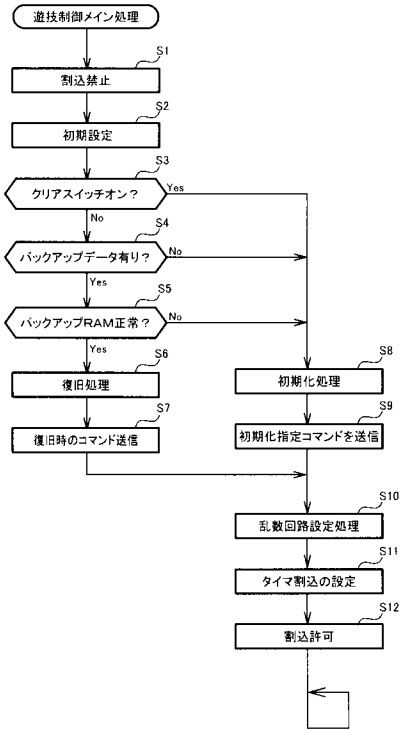 遊技制御メイン処理
S1
割込禁止
S2
初期設定
S3
クリアスイッチオン?
Yes
No
S4
バックアップデータ有り?
No
Yes
S5
バックアップRAM正常?
No
Yes
S6
復旧処理
S7
復旧時のコマンド送信
S8
初期化処理
S9
初期化指定コマンドを送信
S10
乱数回路設定処理
S11
タイマ割込の設定
S12
割込許可